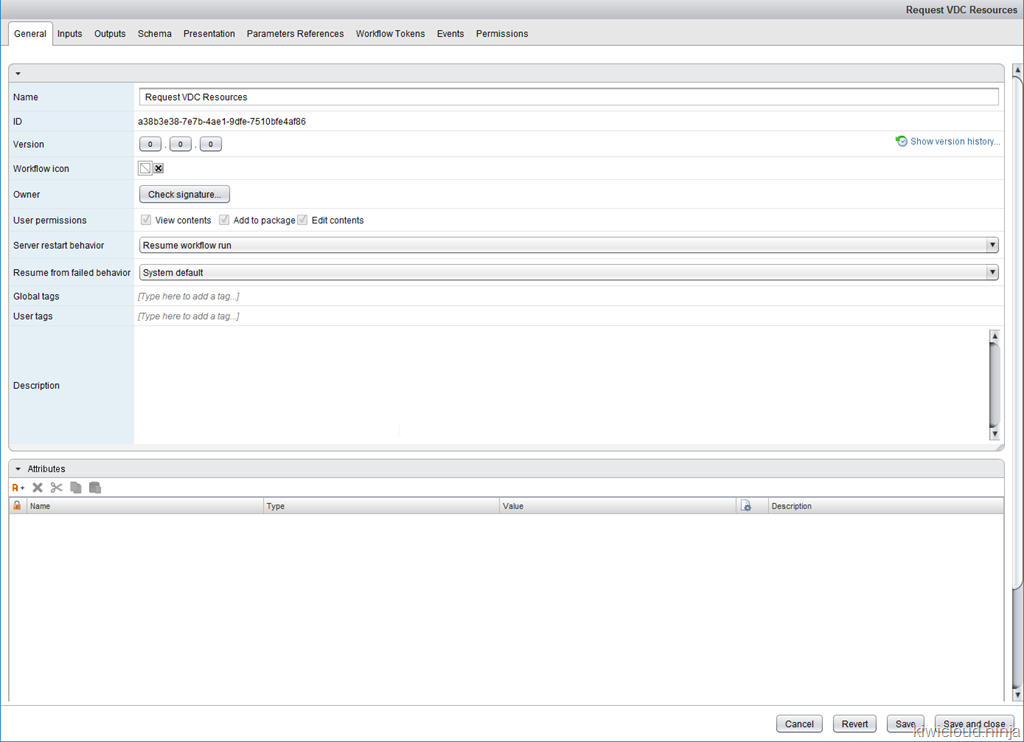 Request VDC Resources
General Inputs Outputs Schema Presentation Parameters References Workflow Tokens Events Permissions
Name Request VDC Resources
ID a38b3e38-7e7b-4ae1-9dfe-7510bfe4af86
Version 0 . 0 . 0 Show version history...
Workflow icon
Owner Check signature...
User permissions View contents Add to package Edit contents
Server restart behavior Resume workflow run
Resume from failed behavior System default
Global tags [Type here to add a tag...]
User tags [Type here to add a tag...]
Description
Attributes
Name Type Value Description
Cancel Revert Save Save and close
kiwicloud.ninja